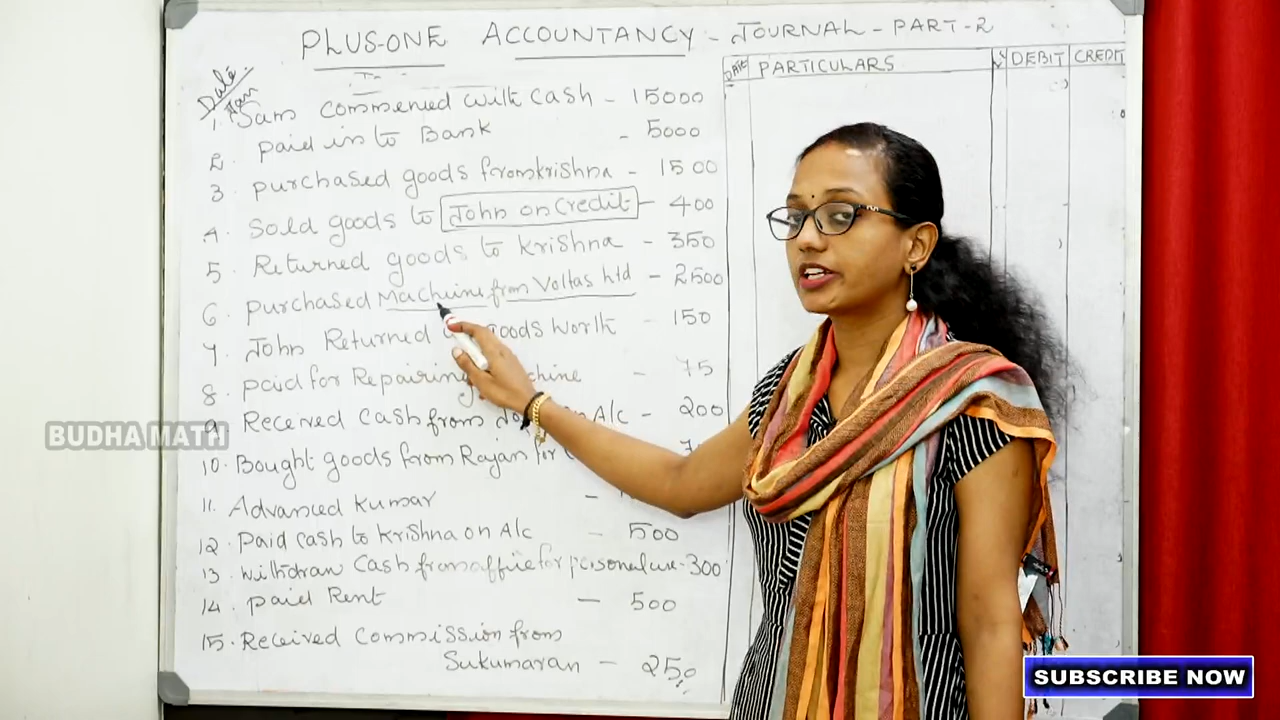 PLUS-ONE ACCOUNTANCY - JOURNAL - PART-2
Date
Jan
1. Sam commenced with cash - 15000
2. paid in to Bank - 5000
3. purchased goods from krishna - 1500
4. Sold goods to John on Credit - 400
5. Returned goods to Krishna - 350
6. purchased Machine from Voltas Ltd - 2500
7. John Returned goods worth - 150
8. paid for Repairing - 75
9. Received cash from A/c - 200
10. Bought goods from Rajan for
11. Advanced Kumar -
12. Paid cash to Krishna on A/c - 500
13. withdran Cash from office for personal use - 300
14. paid Rent - 500
15. Received Commission from
Sukumaran - 250
DATE PARTICULARS DEBIT CREDIT
BUDHA MATH
SUBSCRIBE NOW